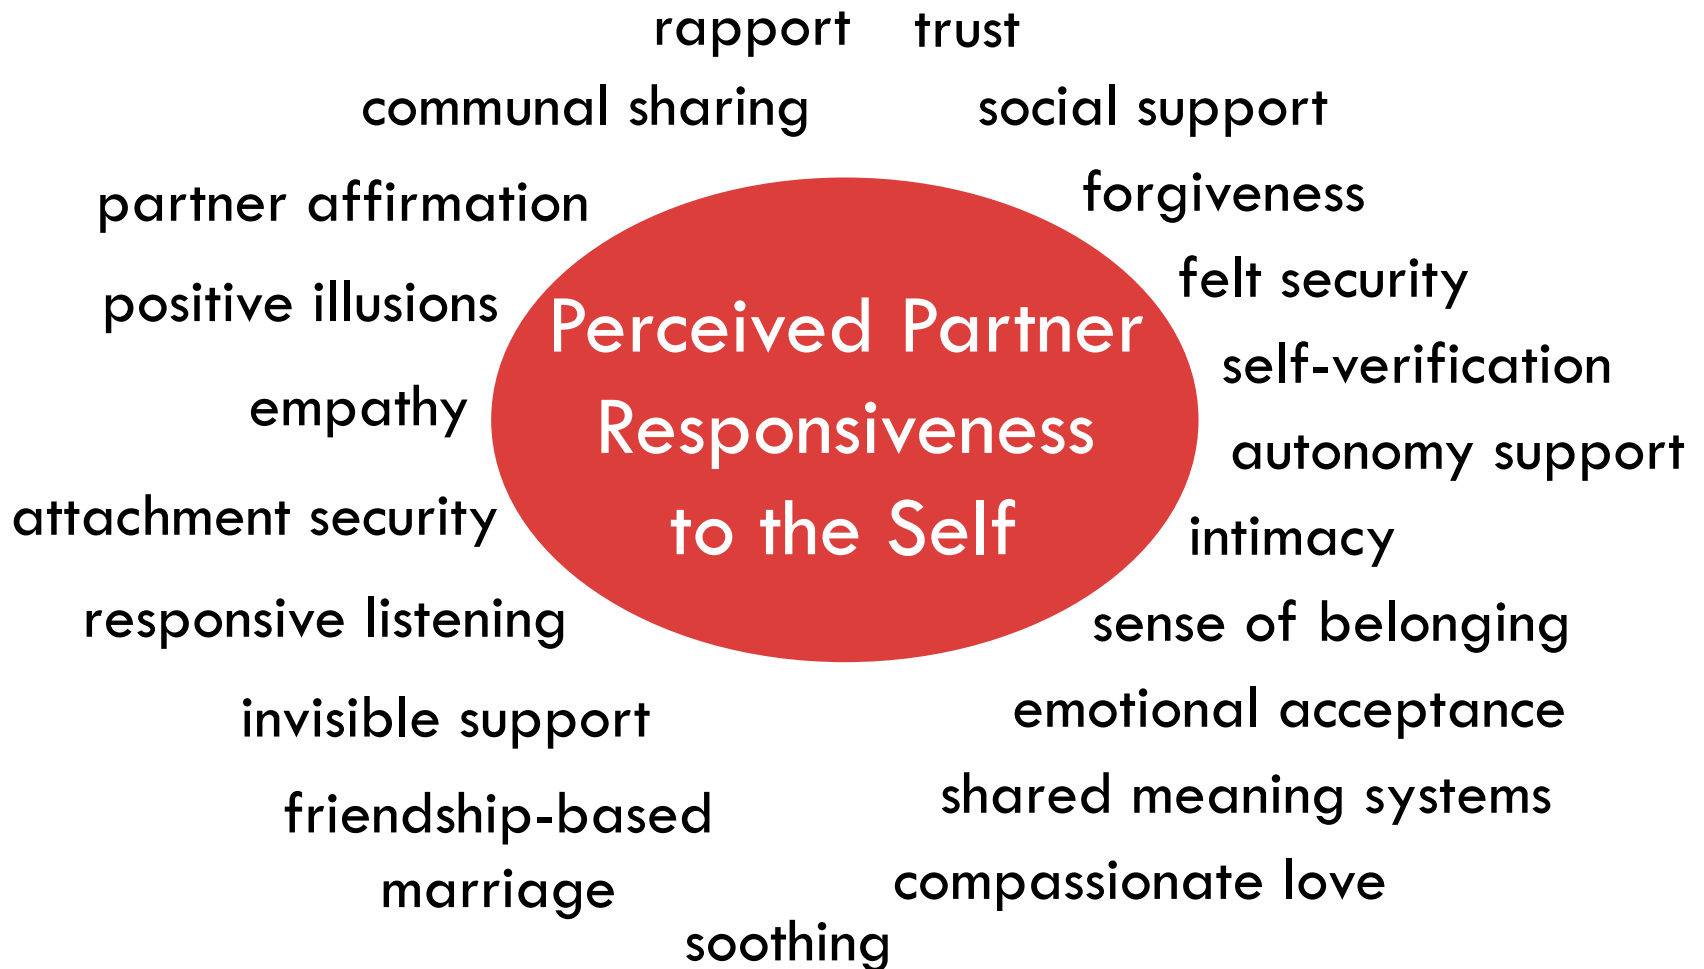 rapport
trust
communal sharing
social support
partner affirmation
forgiveness
positive illusions
felt security
Perceived Partner
Responsiveness
to the Self
self-verification
empathy
autonomy support
attachment security
intimacy
responsive listening
sense of belonging
invisible support
emotional acceptance
friendship-based
marriage
shared meaning systems
compassionate love
soothing